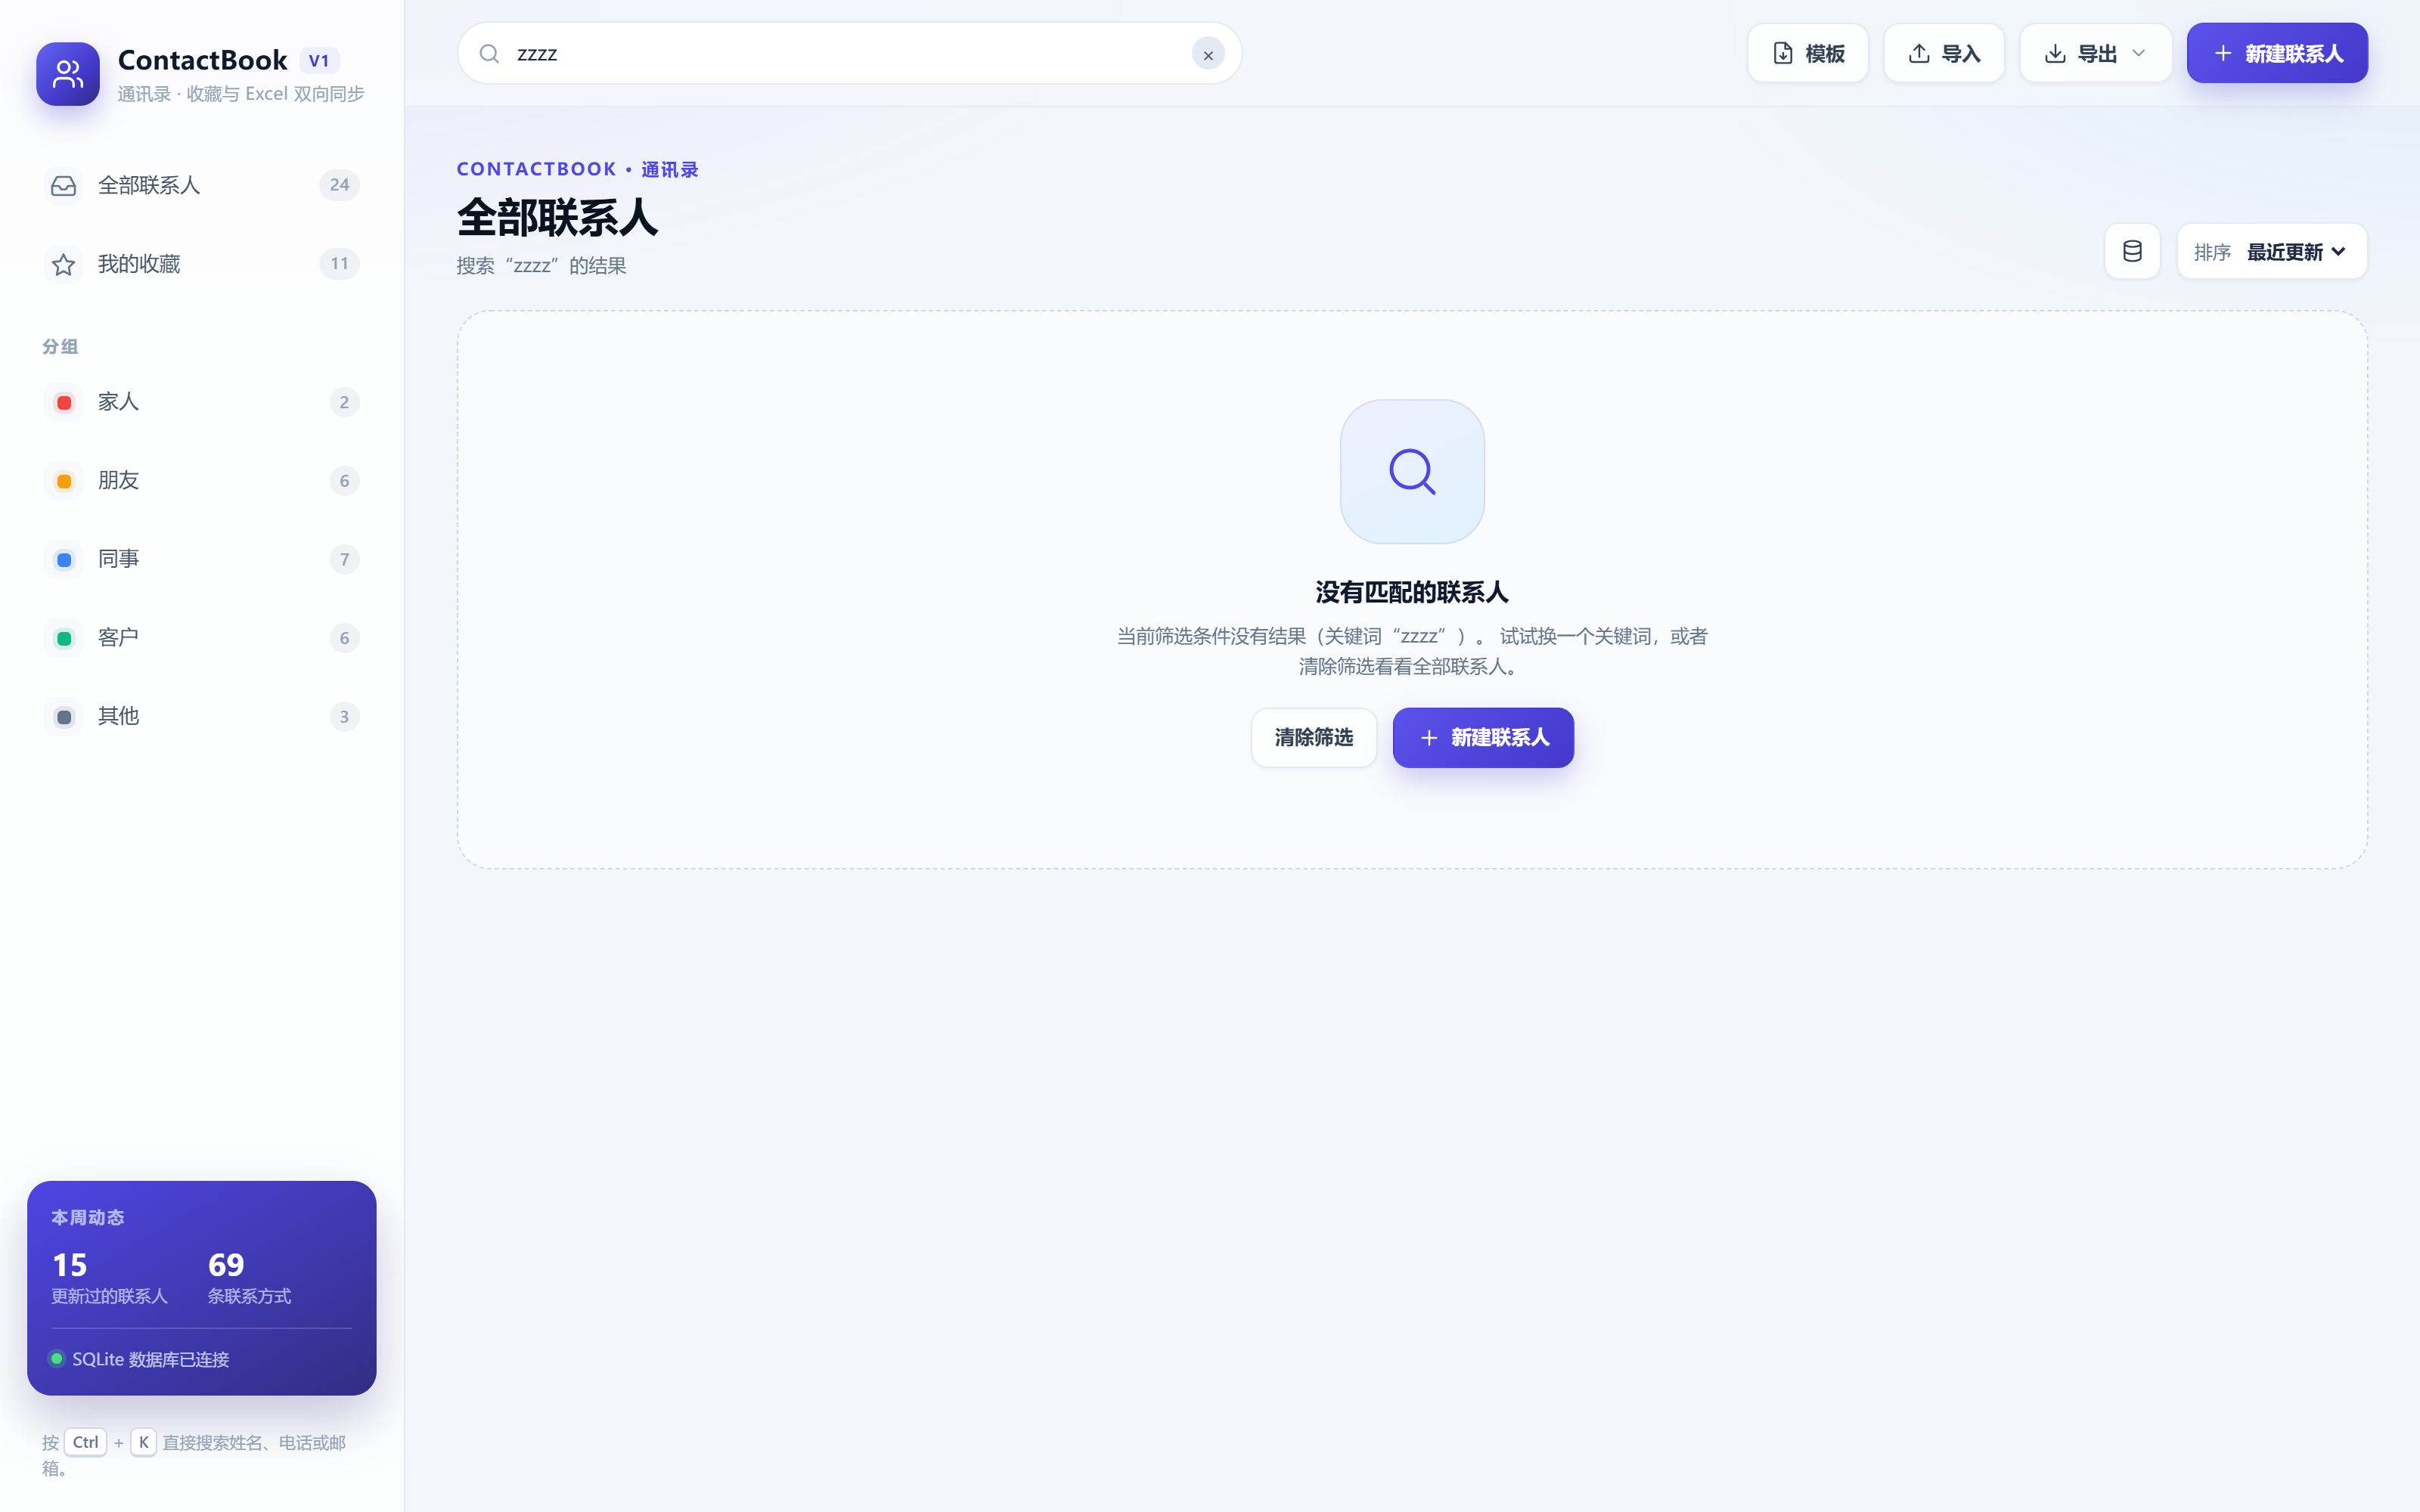 ContactBook V1
通讯录 · 收藏与 Excel 双向同步
全部联系人 24
我的收藏 11
分组
家人 2
朋友 6
同事 7
客户 6
其他 3
本周动态
15 69
更新过的联系人 条联系方式
SQLite 数据库已连接
按 Ctrl + K 直接搜索姓名、电话或邮
箱。
zzzz
模板 导入 导出 新建联系人
CONTACTBOOK • 通讯录
全部联系人
搜索“zzzz”的结果
排序 最近更新
没有匹配的联系人
当前筛选条件没有结果（关键词“zzzz”）。 试试换一个关键词，或者
清除筛选看看全部联系人。
清除筛选 新建联系人